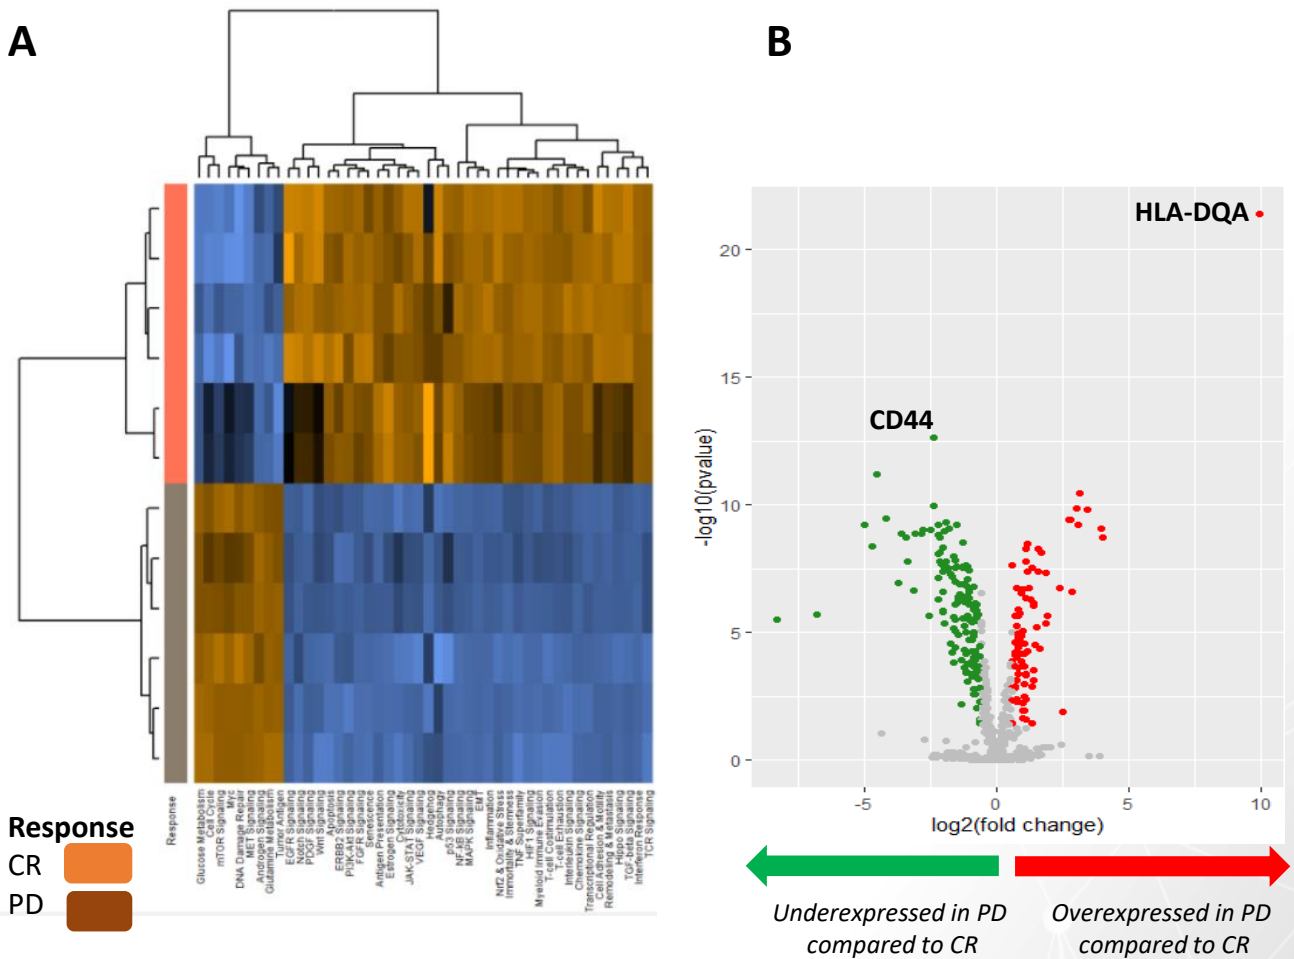 A
B
HLA-DQA
CD44
20
15
10
5
0
-log10(pvalue)
-5
0
5
10
log2(fold change)
Response
Glucose Metabolism
Cell Cycle
mTOR Signaling
Myc
DNA Damage Repair
MET Signaling
Androgen Signaling
Glutamine Metabolism
Tumor Antigen
EGFR Signaling
Notch Signaling
PDGF Signaling
Wnt Signaling
Apoptosis
ERBB2 Signaling
PI3K-Akt Signaling
FGFR Signaling
Senescence
Antigen Presentation
Estrogen Signaling
Cytotoxicity
JAK-STAT Signaling
VEGF Signaling
Hedgehog
Autophagy
p53 Signaling
NF-kB Signaling
MAPK Signaling
EMT
Inflammation
Nrf2 & Oxidative Stress
Immortality & Stemness
TNF Superfamily
HIF1 Signaling
Myeloid Immune Evasion
T-cell Costimulation
T-cell Exhaustion
Interleukin Signaling
Chemokine Signaling
Transcriptional Regulation
Cell Adhesion & Motility
Remodeling & Metastasis
Hippo Signaling
TGF-beta Signaling
Interferon Response
TCR Signaling
Response
CR
PD
Underexpressed in PD
compared to CR
Overexpressed in PD
compared to CR